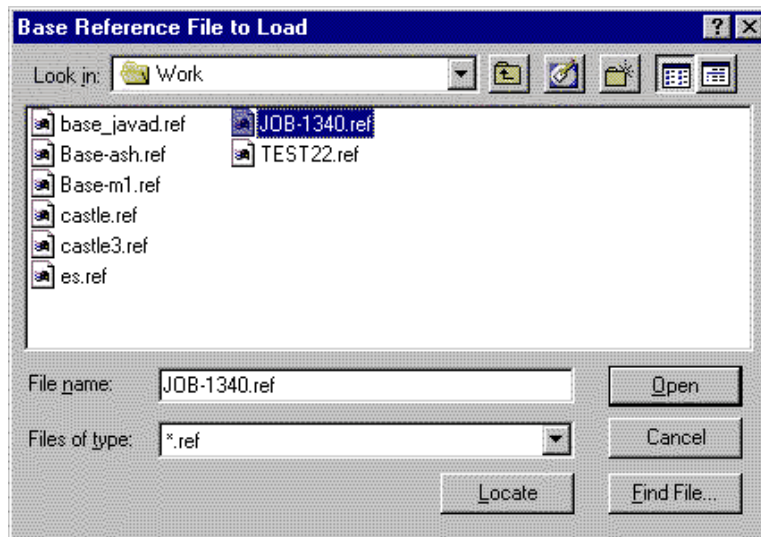 Base Reference File to Load
Look in: Work
base_javad.ref JOB-1340.ref
Base-ash.ref TEST22.ref
Base-m1.ref
castle.ref
castle3.ref
es.ref
File name: JOB-1340.ref Open
Files of type: *.ref Cancel
Locate Find File...